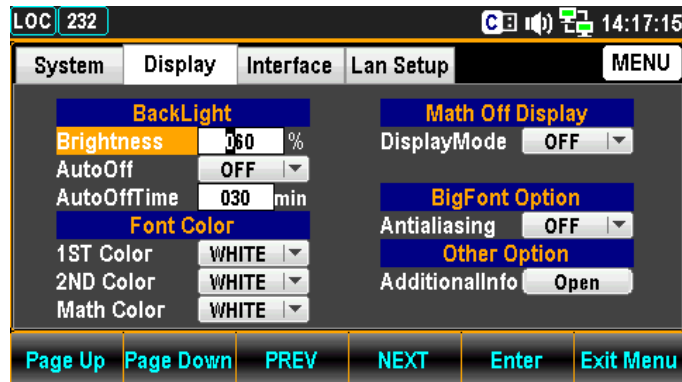 LOC 232 C 14:17:15
System Display Interface Lan Setup MENU
BackLight
Brightness 060 %
AutoOff OFF
AutoOffTime 030 min
Font Color
1ST Color WHITE
2ND Color WHITE
Math Color WHITE
Math Off Display
DisplayMode OFF
BigFont Option
Antialiasing OFF
Other Option
AdditionalInfo Open
Page Up Page Down PREV NEXT Enter Exit Menu